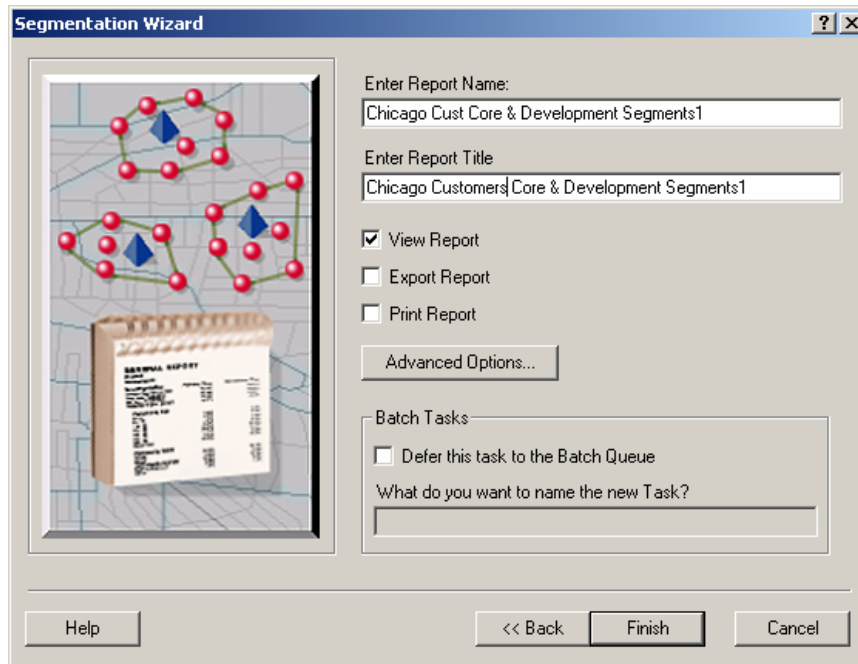 Segmentation Wizard
Enter Report Name:
Chicago Cust Core & Development Segments1
Enter Report Title
Chicago Customers Core & Development Segments1
View Report
Export Report
Print Report
Advanced Options...
Batch Tasks
Defer this task to the Batch Queue
What do you want to name the new Task?
Help
<< Back
Finish
Cancel